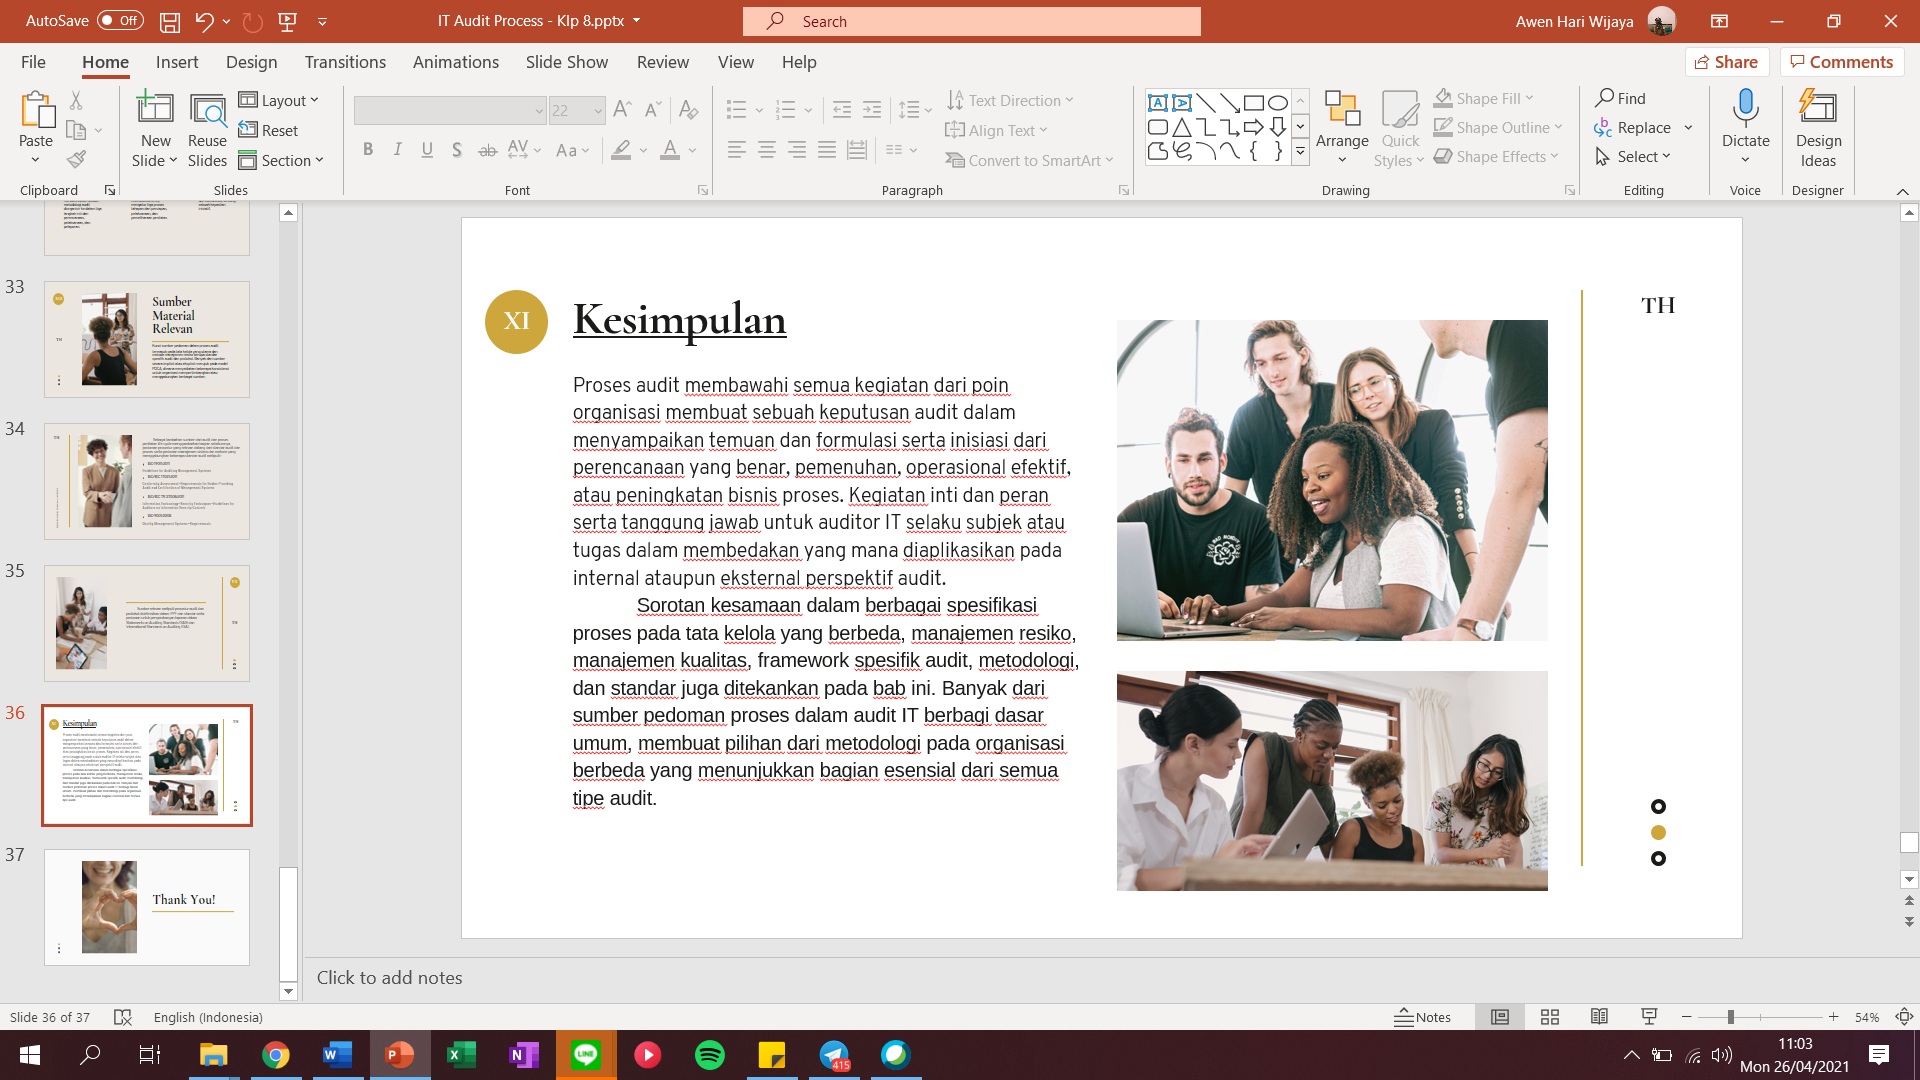 AutoSave Off
IT Audit Process - Klp 8.pptx
Search
Awen Hari Wijaya
File Home Insert Design Transitions Animations Slide Show Review View Help
Share Comments
Paste
New Slide
Reuse Slides
Layout
Reset
Section
22
Text Direction
Align Text
Convert to SmartArt
Arrange
Quick Styles
Shape Fill
Shape Outline
Shape Effects
Find
Replace
Select
Dictate
Design Ideas
Clipboard Slides Font Paragraph Drawing Editing Voice Designer
33
Sumber
Material
Relevan
34
35
36
Kesimpulan
37
Thank You!
XI
Kesimpulan
TH
Proses audit membawahi semua kegiatan dari poin
organisasi membuat sebuah keputusan audit dalam
menyampaikan temuan dan formulasi serta inisiasi dari
perencanaan yang benar, pemenuhan, operasional efektif,
atau peningkatan bisnis proses. Kegiatan inti dan peran
serta tanggung jawab untuk auditor IT selaku subjek atau
tugas dalam membedakan yang mana diaplikasikan pada
internal ataupun eksternal perspektif audit.
Sorotan kesamaan dalam berbagai spesifikasi
proses pada tata kelola yang berbeda, manajemen resiko,
manajemen kualitas, framework spesifik audit, metodologi,
dan standar juga ditekankan pada bab ini. Banyak dari
sumber pedoman proses dalam audit IT berbagi dasar
umum, membuat pilihan dari metodologi pada organisasi
berbeda yang menunjukkan bagian esensial dari semua
tipe audit.
Click to add notes
Slide 36 of 37
English (Indonesia)
Notes
54%
415
11:03
Mon 26/04/2021